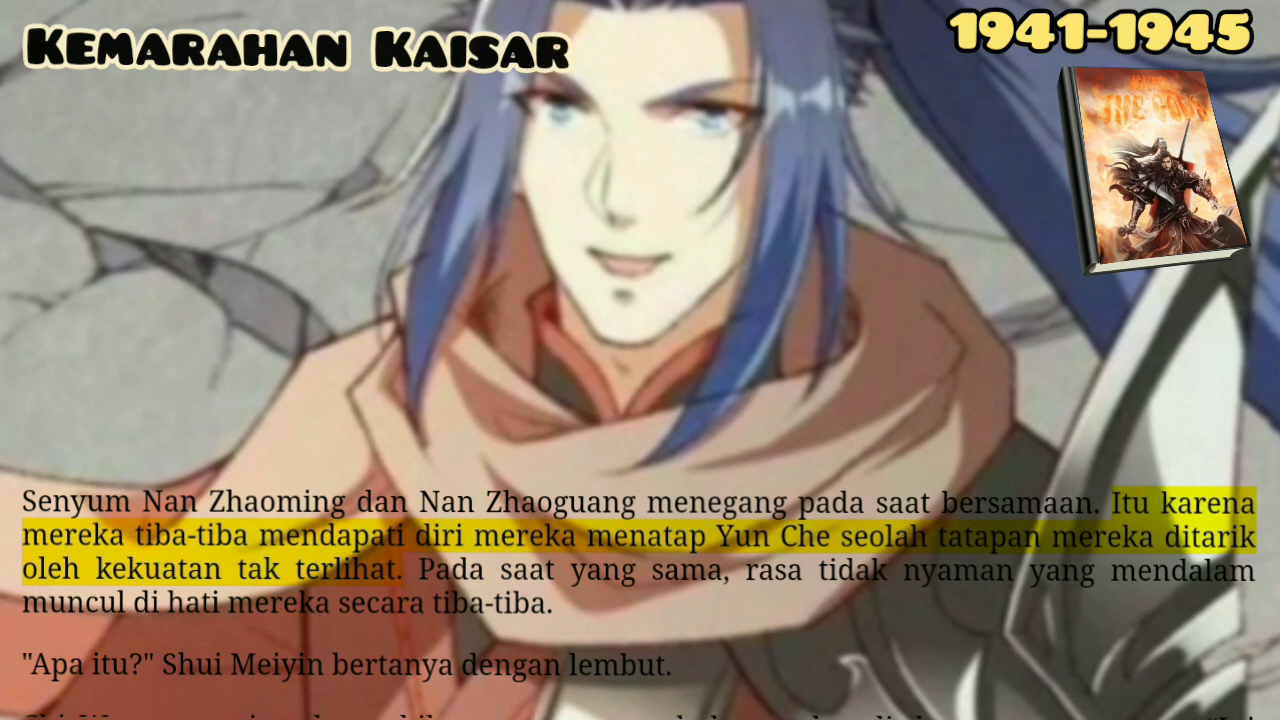 KEMARAHAN KAISAR
1941-1945
THE GODS
Senyum Nan Zhaoming dan Nan Zhaoguang menegang pada saat bersamaan. Itu karena
mereka tiba-tiba mendapati diri mereka menatap Yun Che seolah tatapan mereka ditarik
oleh kekuatan tak terlihat. Pada saat yang sama, rasa tidak nyaman yang mendalam
muncul di hati mereka secara tiba-tiba.
"Apa itu?" Shui Meiyin bertanya dengan lembut.